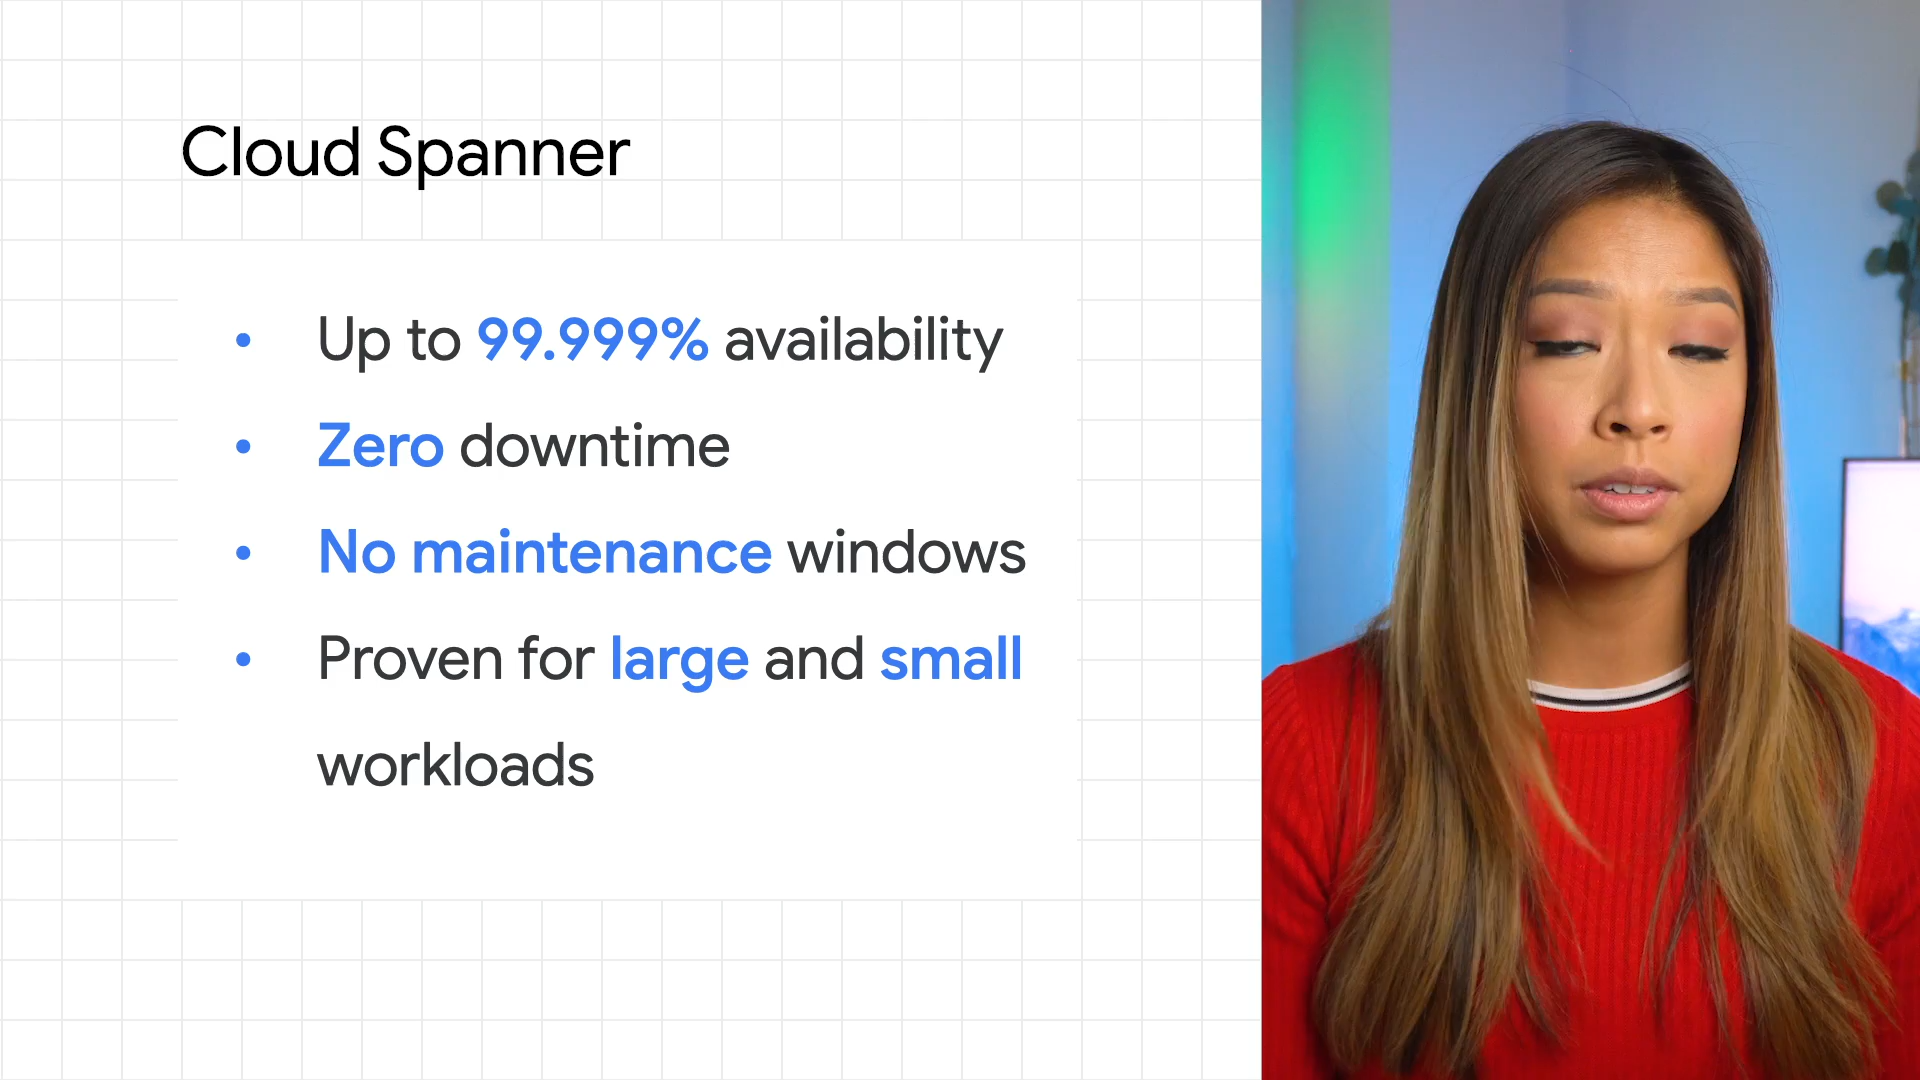 Cloud Spanner
• Up to 99.999% availability
• Zero downtime
• No maintenance windows
• Proven for large and small
workloads